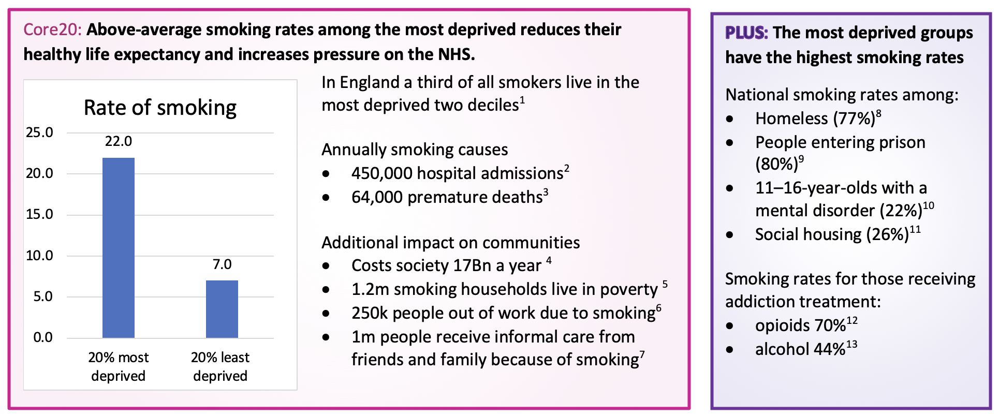 Core20: Above-average smoking rates among the most deprived reduces their
healthy life expectancy and increases pressure on the NHS.
Rate of smoking
25.0
20.0
15.0
10.0
5.0
0.0
22.0
7.0
20% most
deprived
20% least
deprived
In England a third of all smokers live in the
most deprived two deciles¹
Annually smoking causes
• 450,000 hospital admissions²
• 64,000 premature deaths³
Additional impact on communities
• Costs society 17Bn a year ⁴
• 1.2m smoking households live in poverty ⁵
• 250k people out of work due to smoking⁶
• 1m people receive informal care from
friends and family because of smoking⁷
PLUS: The most deprived groups
have the highest smoking rates
National smoking rates among:
• Homeless (77%)⁸
• People entering prison
(80%)⁹
• 11–16-year-olds with a
mental disorder (22%)¹⁰
• Social housing (26%)¹¹
Smoking rates for those receiving
addiction treatment:
• opioids 70%¹²
• alcohol 44%¹³